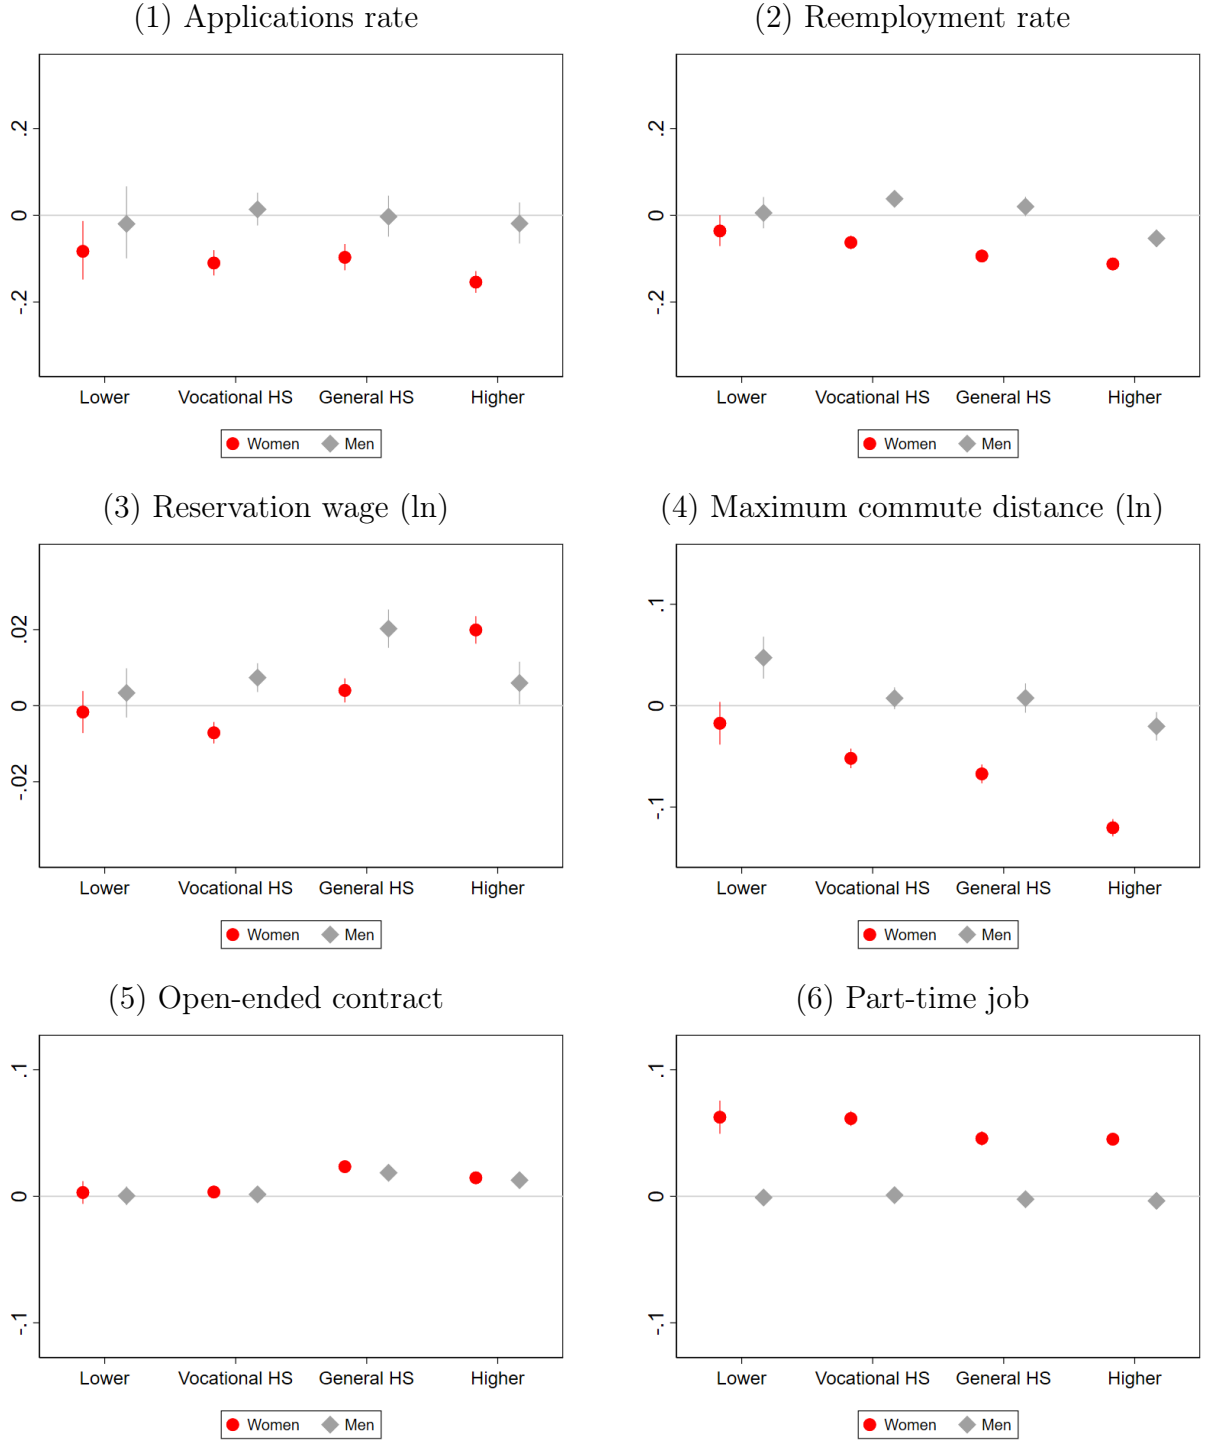 (1) Applications rate
.2
0
-.2
Lower Vocational HS General HS Higher
Women Men
(2) Reemployment rate
.2
0
-.2
Lower Vocational HS General HS Higher
Women Men
(3) Reservation wage (ln)
.02
0
-.02
Lower Vocational HS General HS Higher
Women Men
(4) Maximum commute distance (ln)
.1
0
-.1
Lower Vocational HS General HS Higher
Women Men
(5) Open-ended contract
.1
0
-.1
Lower Vocational HS General HS Higher
Women Men
(6) Part-time job
.1
0
-.1
Lower Vocational HS General HS Higher
Women Men